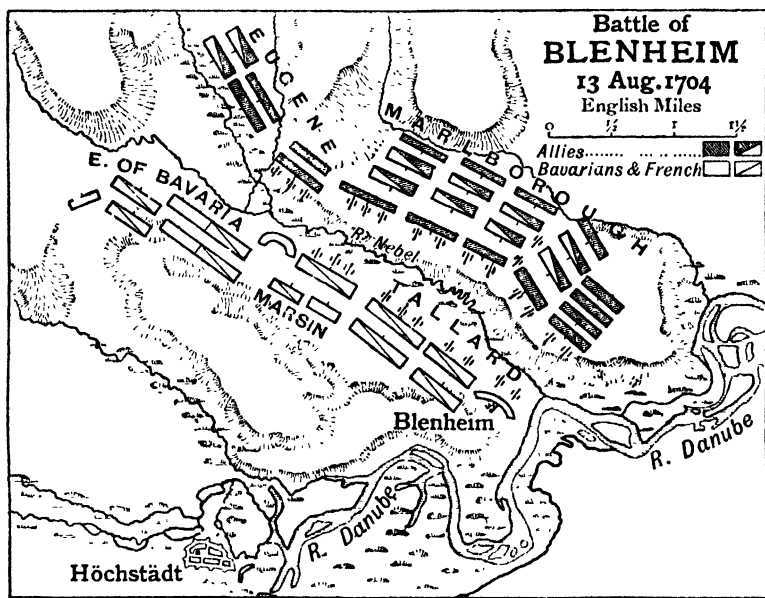 Battle of
BLENHEIM
13 Aug. 1704
English Miles
0 ½ 1 1½
Allies
Bavarians & French
EUGENE
MARLBOROUGH
E. OF BAVARIA
R. Nebel
MARSIN
TALLARD
Blenheim
R. Danube
R. Danube
Höchstädt